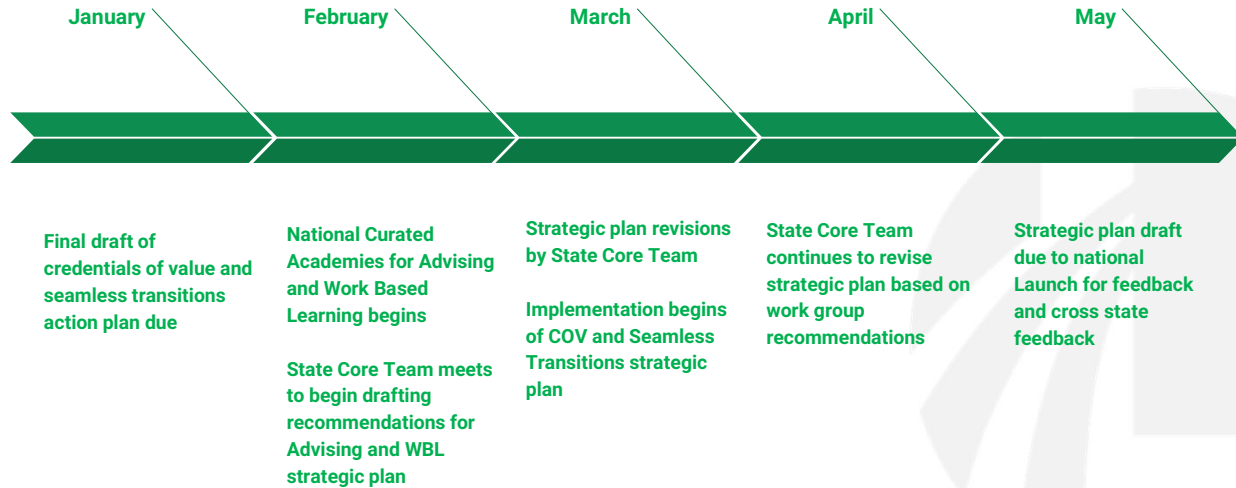 January
February
March
April
May
Final draft of
credentials of value and
seamless transitions
action plan due
National Curated
Academies for Advising
and Work Based
Learning begins
State Core Team meets
to begin drafting
recommendations for
Advising and WBL
strategic plan
Strategic plan revisions
by State Core Team
Implementation begins
of COV and Seamless
Transitions strategic
plan
State Core Team
continues to revise
strategic plan based on
work group
recommendations
Strategic plan draft
due to national
Launch for feedback
and cross state
feedback